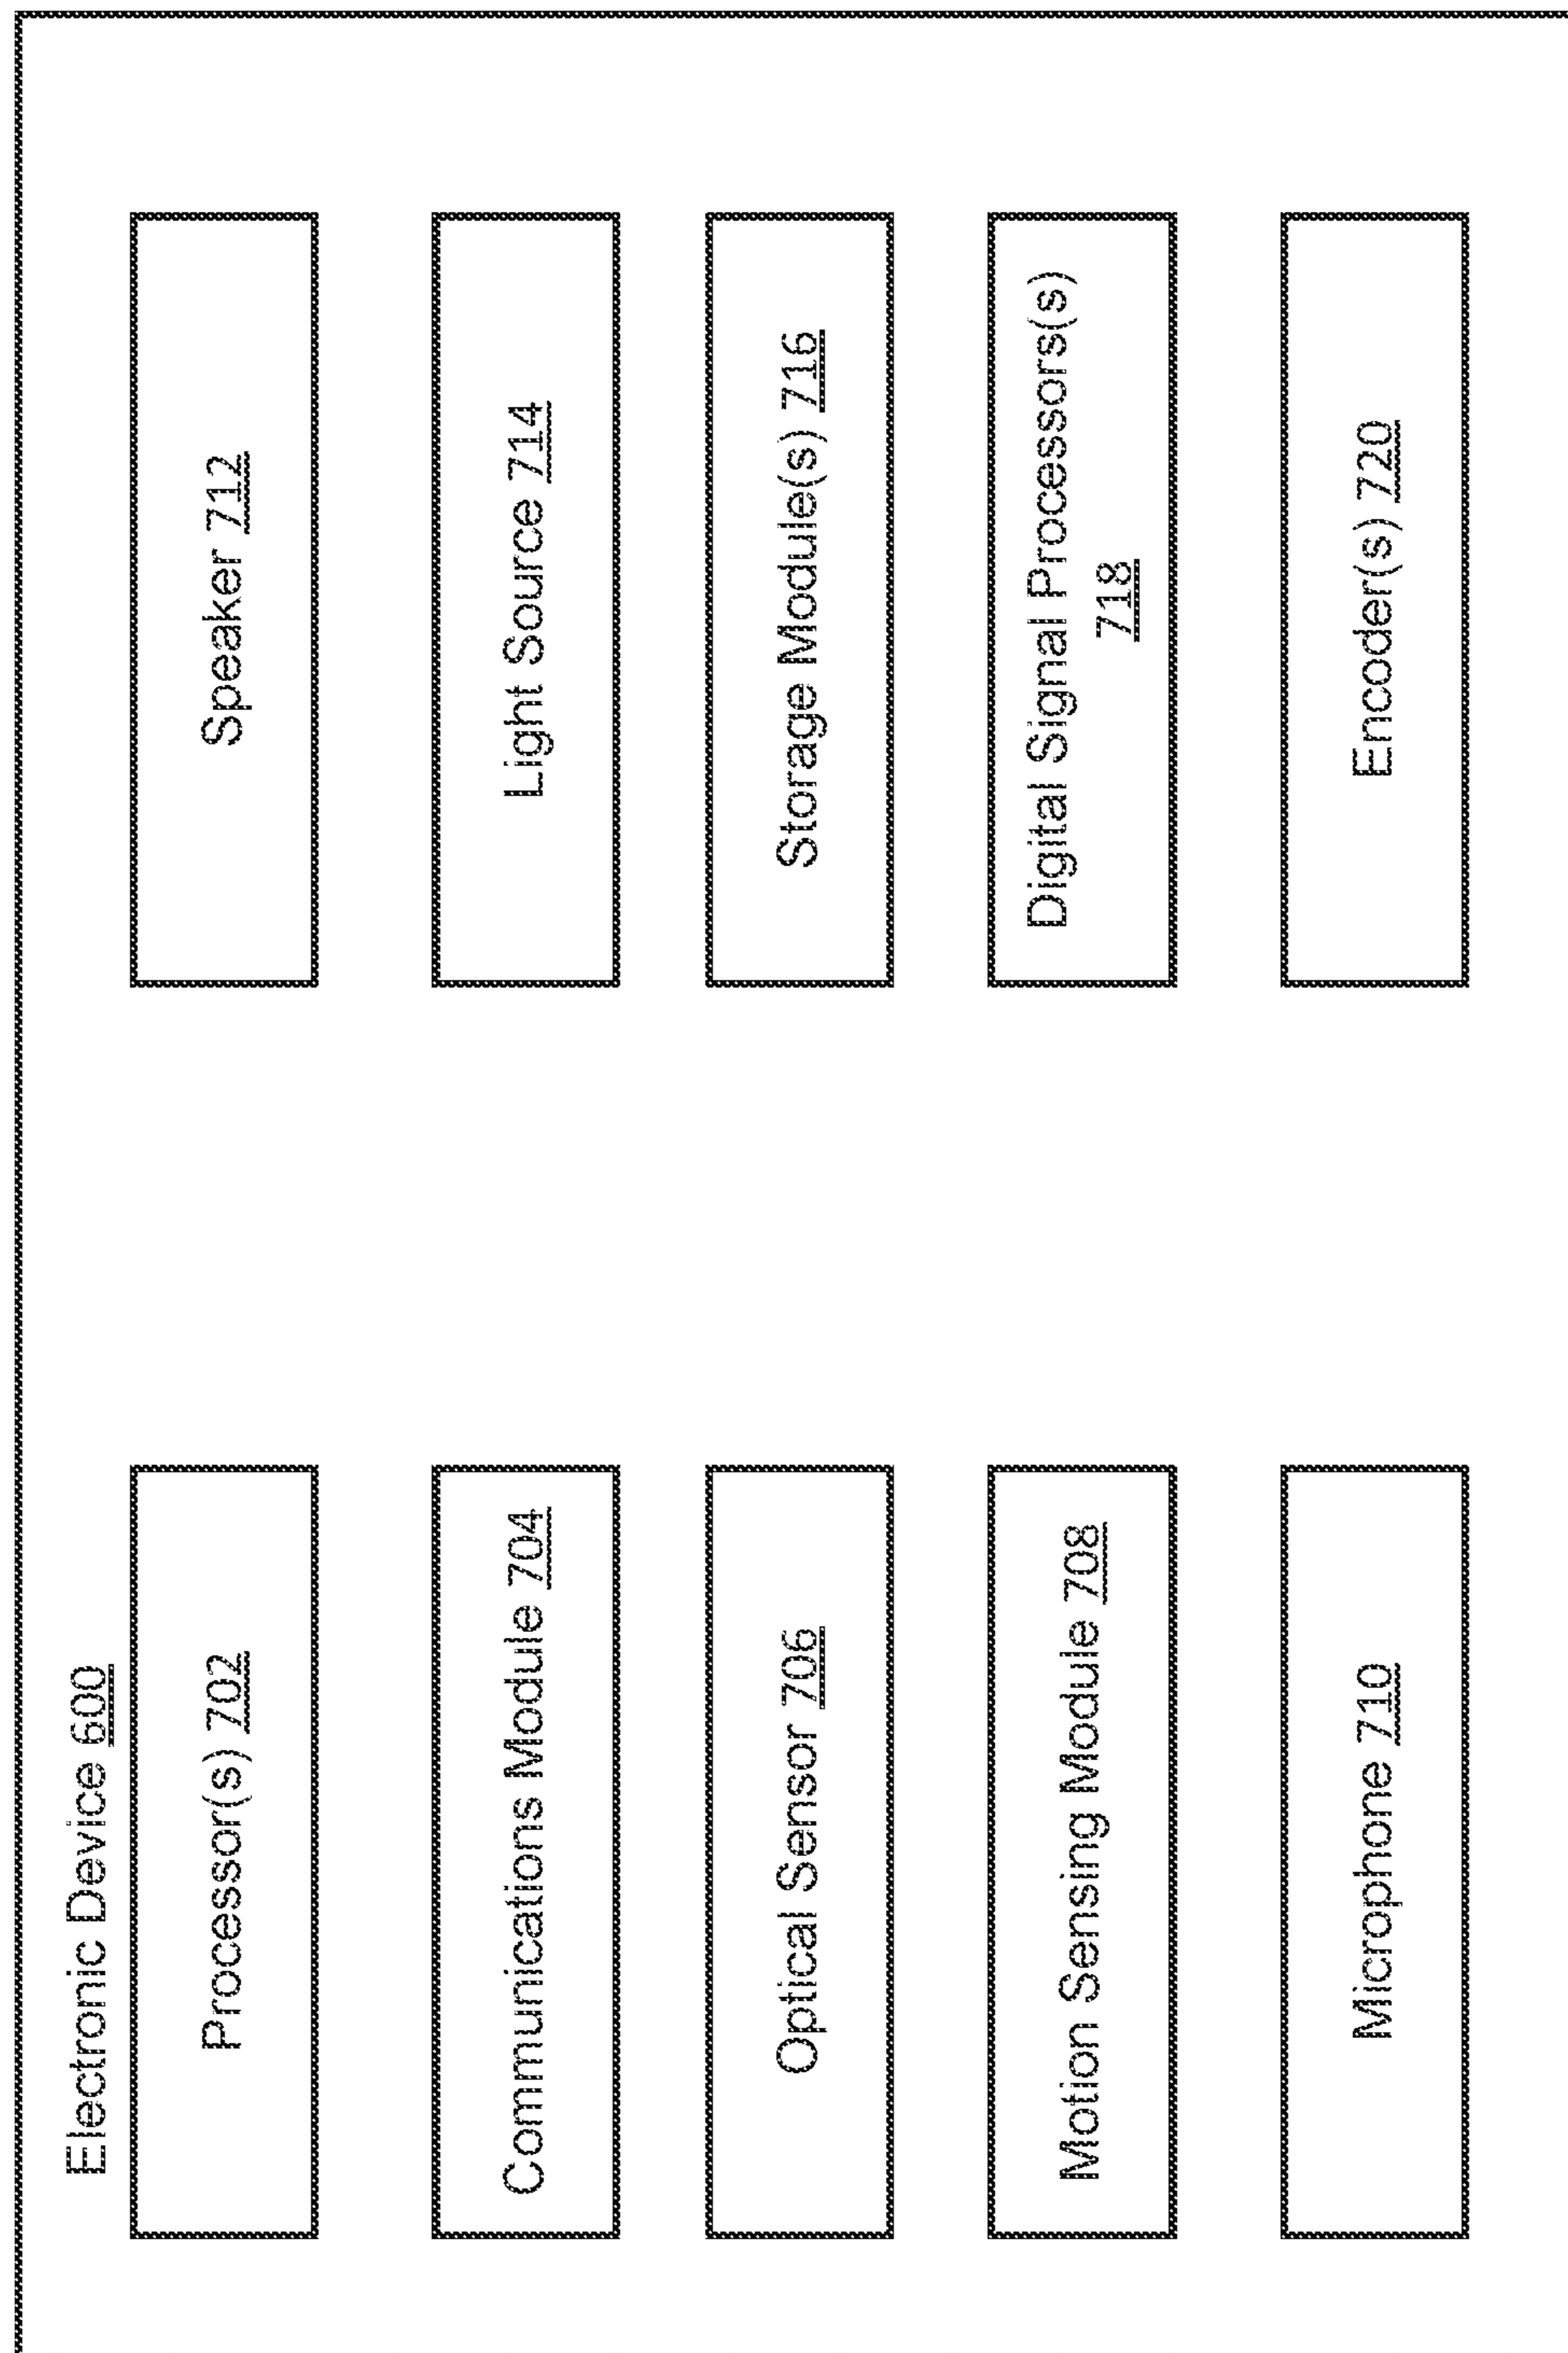 Electronic Device 600
Processor(s) 702
Communications Module 704
Optical Sensor 706
Motion Sensing Module 708
Microphone 710
Speaker 712
Light Source 714
Storage Module(s) 716
Digital Signal Processors(s)
718
Encoder(s) 720